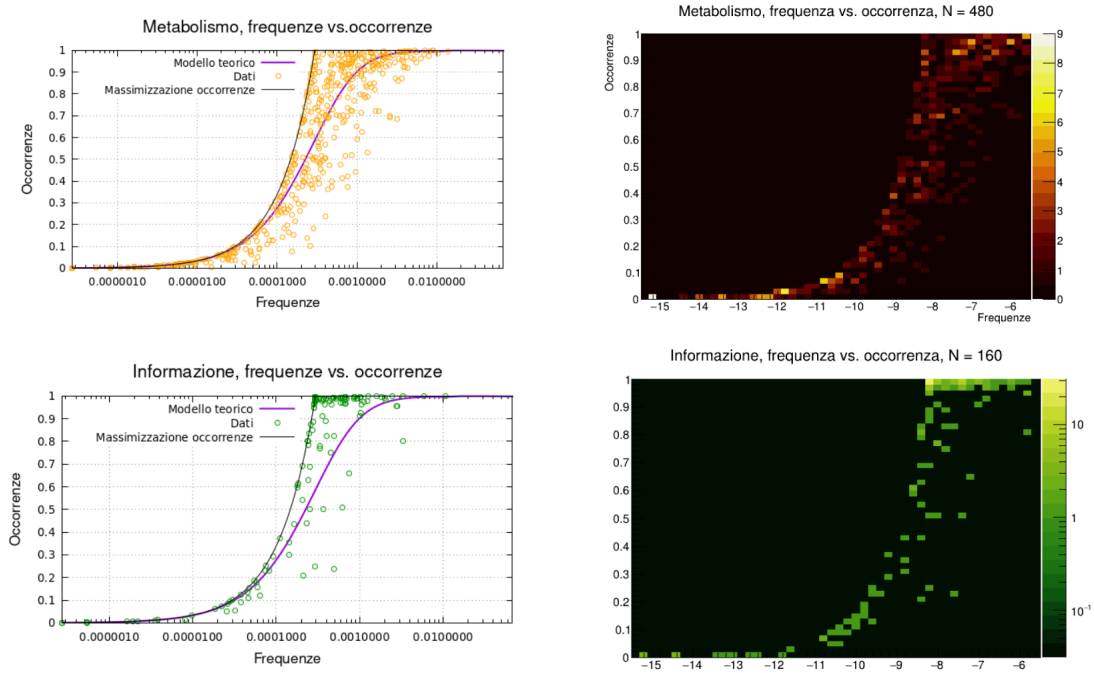 Metabolismo, frequenze vs.occorrenze
Modello teorico
Dati
Massimizzazione occorrenze
Occorrenze
1
0.9
0.8
0.7
0.6
0.5
0.4
0.3
0.2
0.1
0
0.0000010 0.0000100 0.0001000 0.0010000 0.0100000
Frequenze
Metabolismo, frequenza vs. occorrenza, N = 480
Occorrenze
1
0.9
0.8
0.7
0.6
0.5
0.4
0.3
0.2
0.1
0
−15 −14 −13 −12 −11 −10 −9 −8 −7 −6
Frequenze
9
8
7
6
5
4
3
2
1
0
Informazione, frequenze vs. occorrenze
Modello teorico
Dati
Massimizzazione occorrenze
Occorrenze
1
0.9
0.8
0.7
0.6
0.5
0.4
0.3
0.2
0.1
0
0.0000010 0.0000100 0.0001000 0.0010000 0.0100000
Frequenze
Informazione, frequenza vs. occorrenza, N = 160
1
0.9
0.8
0.7
0.6
0.5
0.4
0.3
0.2
0.1
0
−15 −14 −13 −12 −11 −10 −9 −8 −7 −6
10
1
10⁻¹